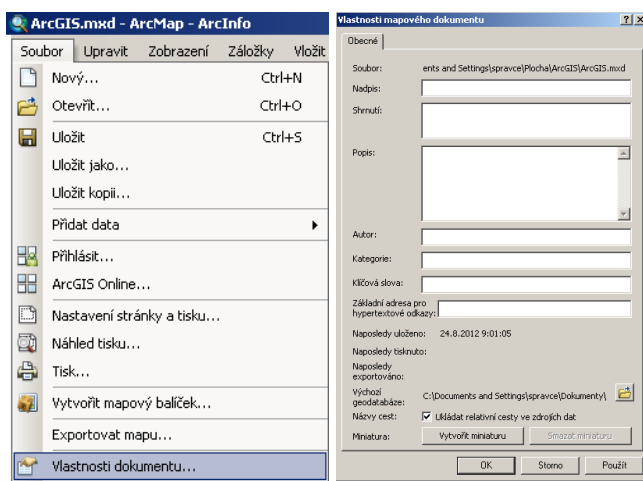 ArcGIS.mxd - ArcMap - ArcInfo
Soubor Upravit Zobrazení Záložky Vložit
Nový... Ctrl+N
Otevřít... Ctrl+O
Uložit Ctrl+S
Uložit jako...
Uložit kopii...
Přidat data
Přihlásit...
ArcGIS Online...
Nastavení stránky a tisku...
Náhled tisku...
Tisk...
Vytvořit mapový balíček...
Exportovat mapu...
Vlastnosti dokumentu...
Vlastnosti mapového dokumentu
Obecné
Soubor: ents and Settings\spravce\Plocha\ArcGIS\ArcGIS.mxd
Nadpis:
Shrnutí:
Popis:
Autor:
Kategorie:
Klíčová slova:
Základní adresa pro
hypertextové odkazy:
Naposledy uloženo: 24.8.2012 9:01:05
Naposledy tisknuto:
Naposledy
exportováno:
Výchozí
geodatabáze: C:\Documents and Settings\spravce\Dokumenty\
Názvy cest: Ukládat relativní cesty ve zdrojích dat
Miniatura: Vytvořit miniaturu Smazat miniaturu
OK Storno Použít